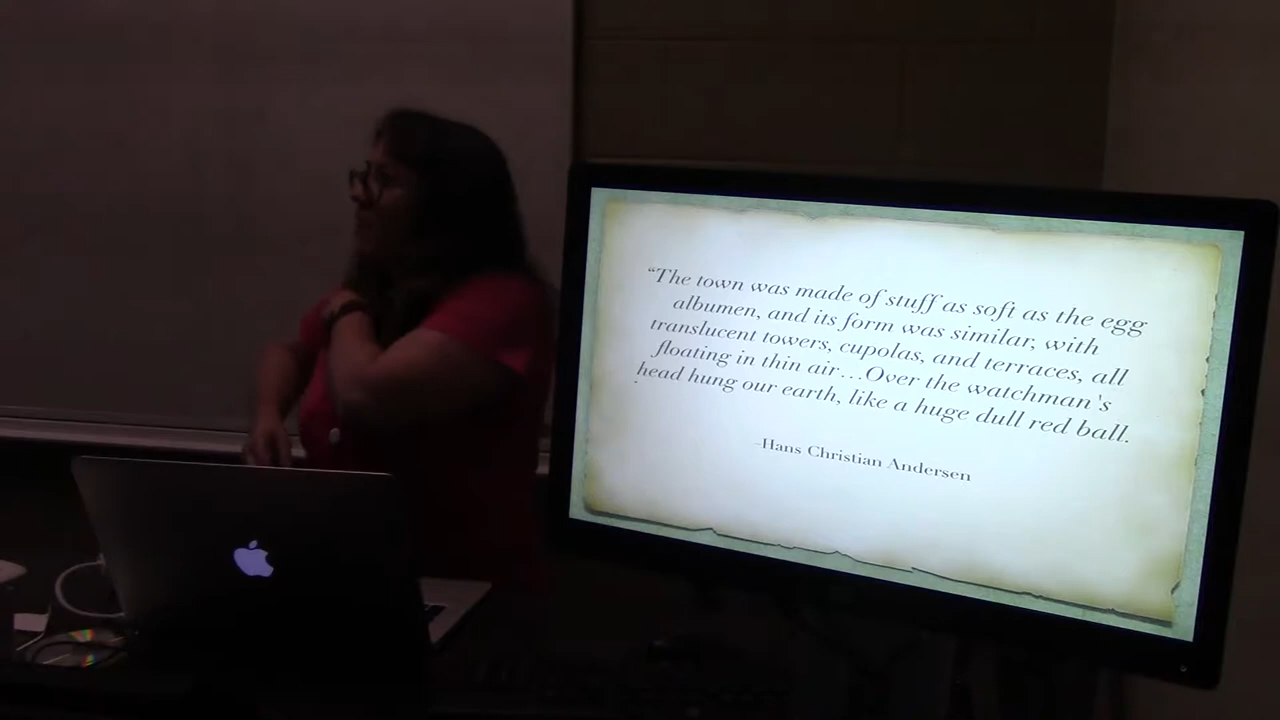 “The town was made of stuff as soft as the egg
albumen, and its form was similar, with
translucent towers, cupolas, and terraces, all
floating in thin air…Over the watchman's
head hung our earth, like a huge dull red ball.
–Hans Christian Andersen